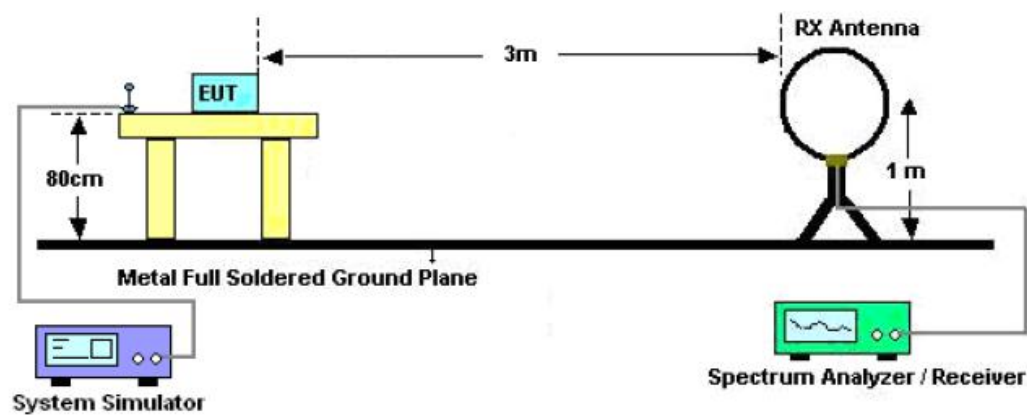 RX Antenna
3m
EUT
80cm
1 m
Metal Full Soldered Ground Plane
Spectrum Analyzer / Receiver
System Simulator